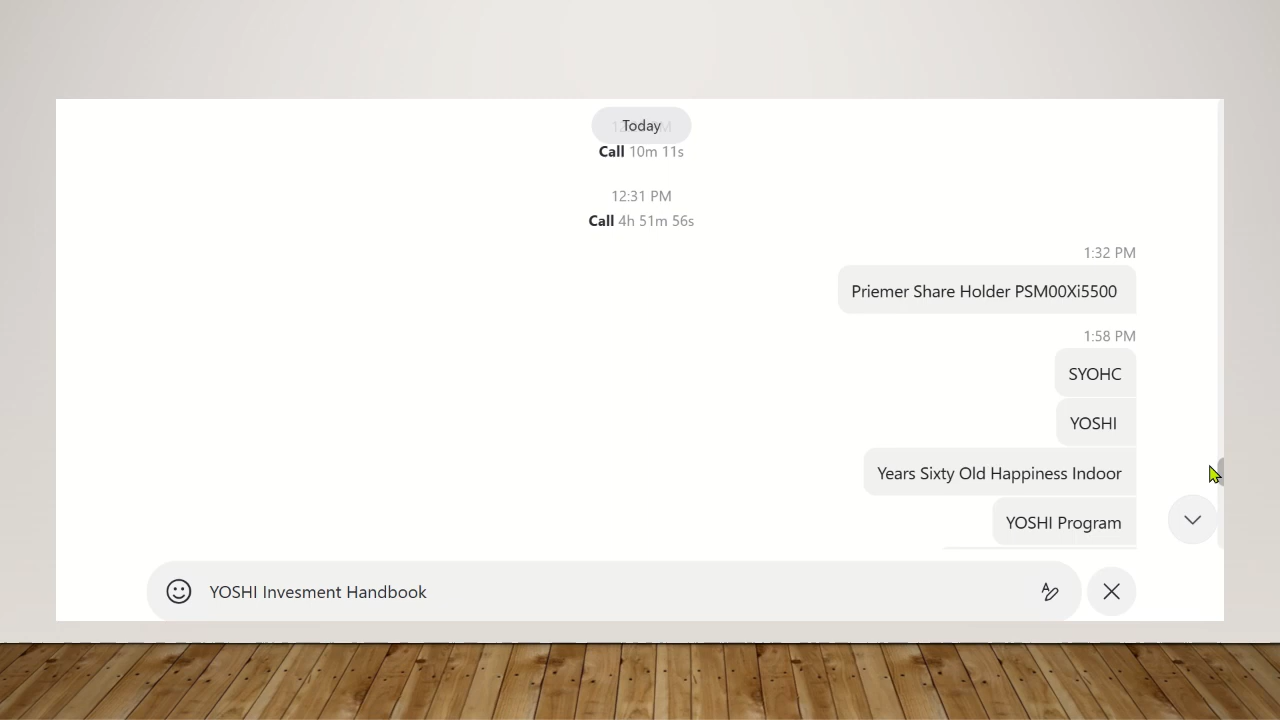 Today
Call 10m 11s
12:31 PM
Call 4h 51m 56s
1:32 PM
Priemer Share Holder PSM00Xi5500
1:58 PM
SYOHC
YOSHI
Years Sixty Old Happiness Indoor
YOSHI Program
YOSHI Invesment Handbook